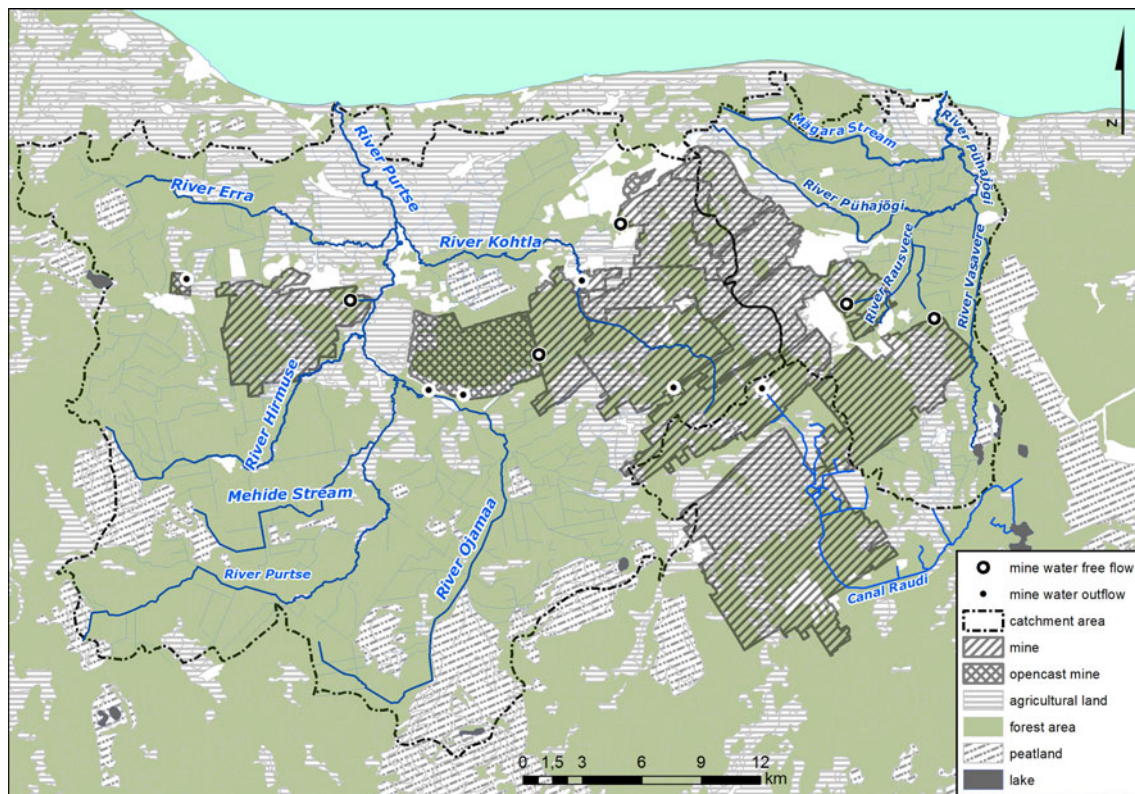 N
Mägara Stream
River Pühajõgi
River Purtse
River Erra
River Pühajõgi
River Kohtla
River Rausvere
River Vasavere
River Hirmuse
Mehide Stream
River Ojamaa
River Purtse
Canal Raudi
mine water free flow
mine water outflow
catchment area
mine
opencast mine
agricultural land
forest area
peatland
lake
0 1,5 3 6 9 12
km